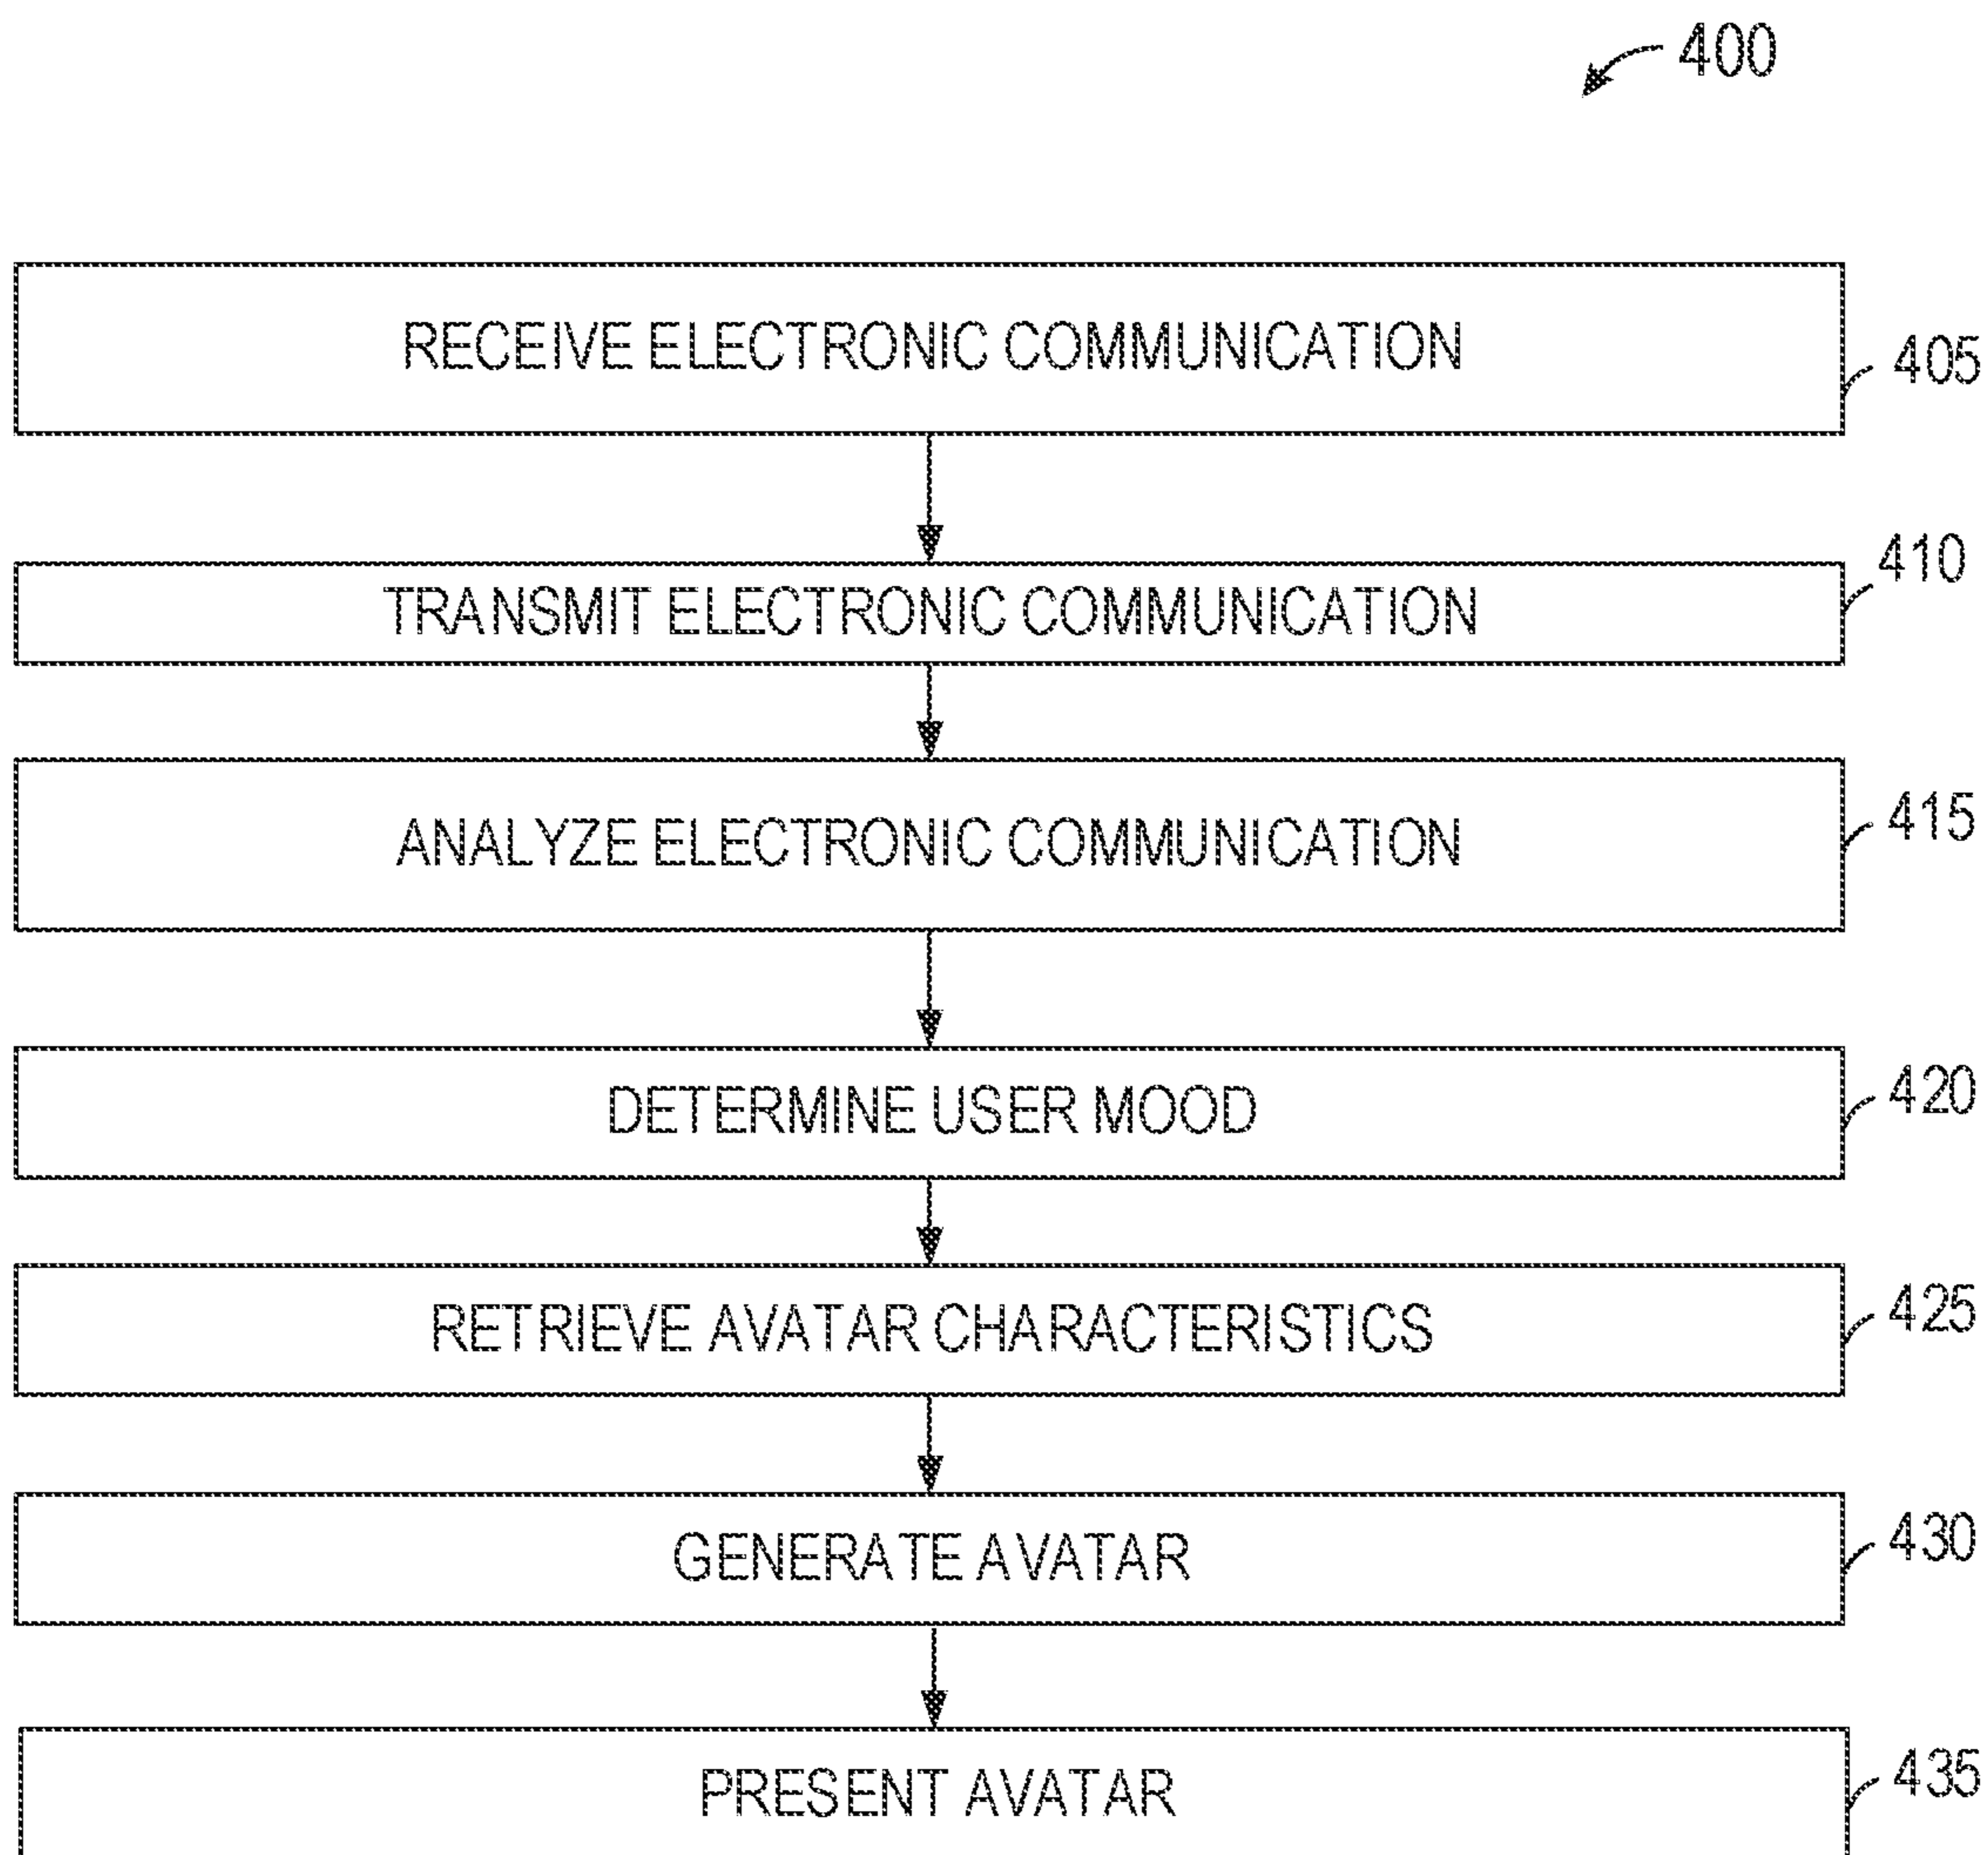 400
RECEIVE ELECTRONIC COMMUNICATION
405
TRANSMIT ELECTRONIC COMMUNICATION
410
ANALYZE ELECTRONIC COMMUNICATION
415
DETERMINE USER MOOD
420
RETRIEVE AVATAR CHARACTERISTICS
425
GENERATE AVATAR
430
PRESENT AVATAR
435